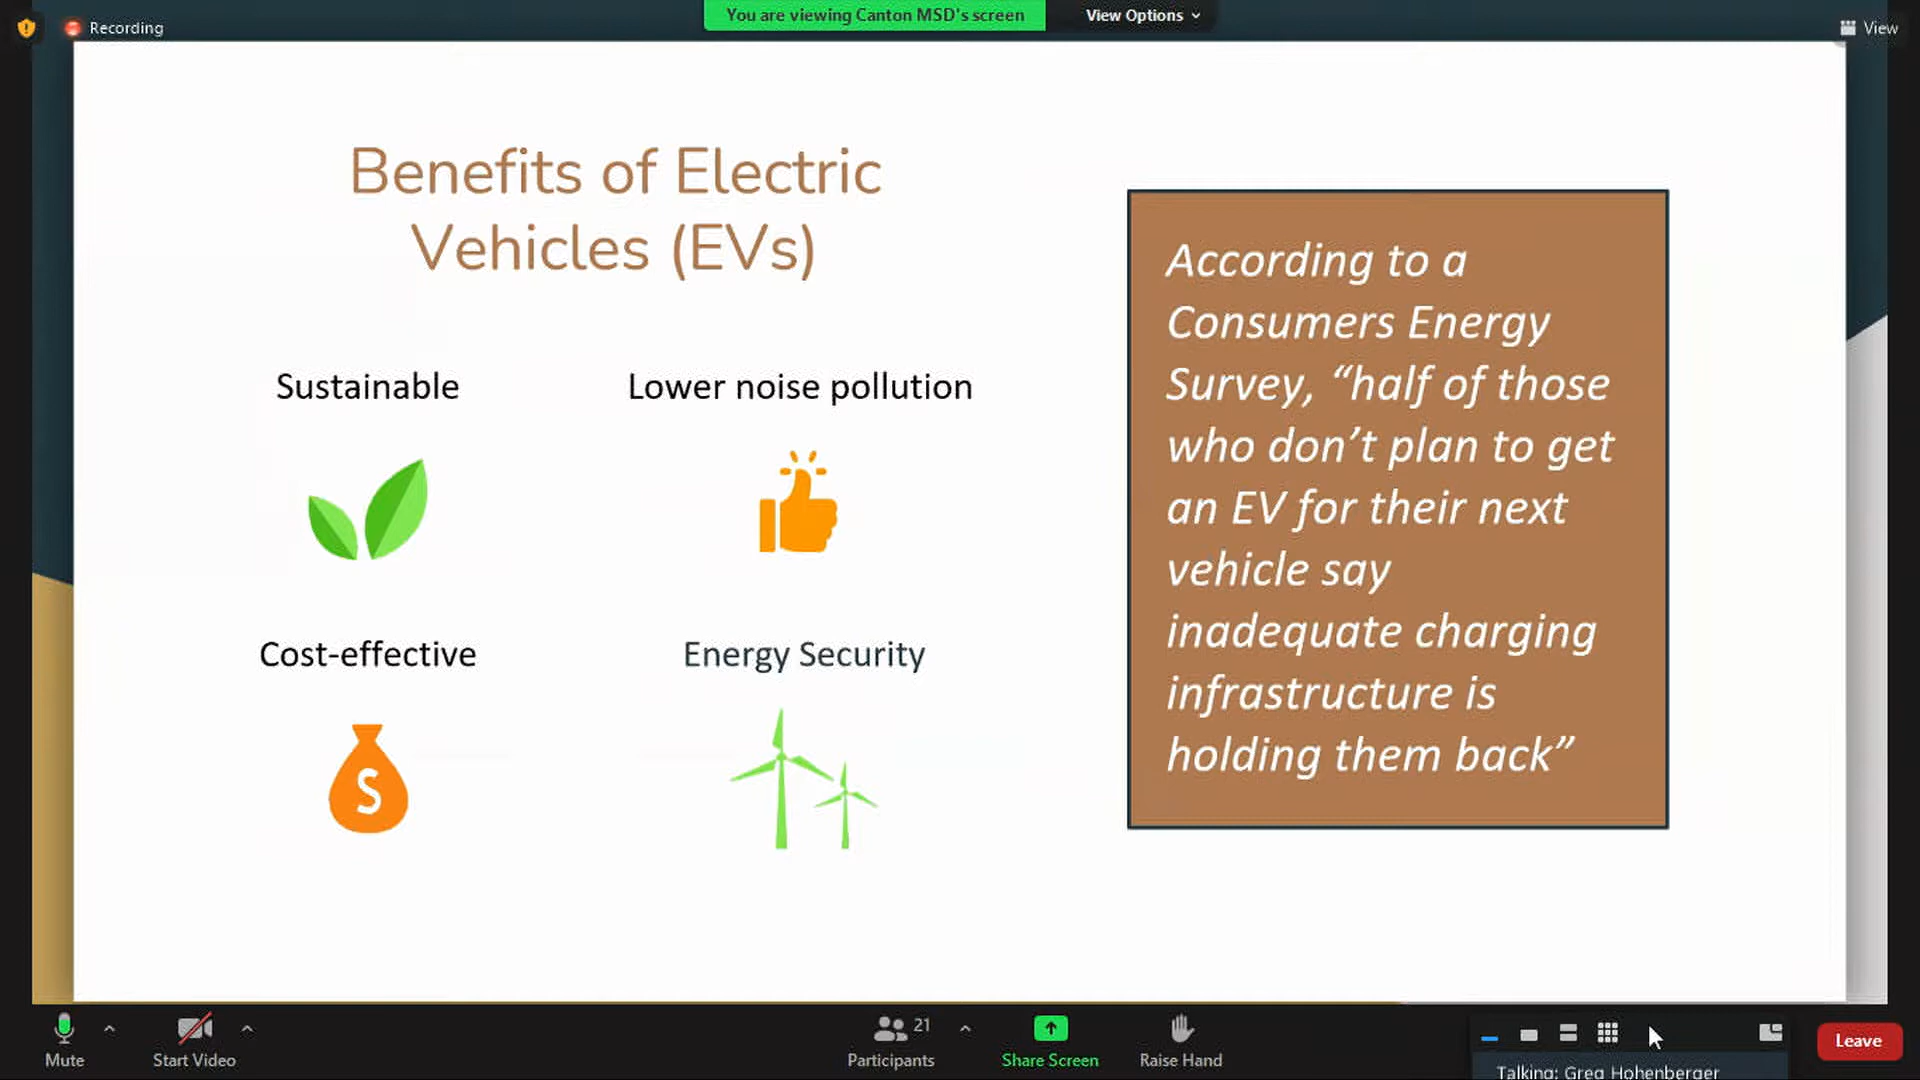 Recording
You are viewing Canton MSD's screen
View Options
View
Benefits of Electric
Vehicles (EVs)
Sustainable
Lower noise pollution
Cost-effective
Energy Security
S
According to a
Consumers Energy
Survey, “half of those
who don’t plan to get
an EV for their next
vehicle say
inadequate charging
infrastructure is
holding them back”
Mute
Start Video
21
Participants
Share Screen
Raise Hand
Talking: Greg Hohenberger
Leave